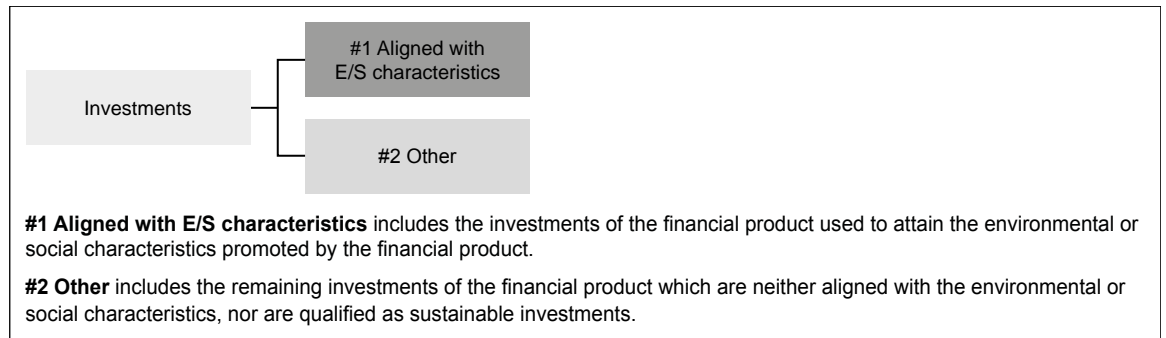 #1 Aligned with
E/S characteristics
Investments
#2 Other
#1 Aligned with E/S characteristics includes the investments of the financial product used to attain the environmental or
social characteristics promoted by the financial product.
#2 Other includes the remaining investments of the financial product which are neither aligned with the environmental or
social characteristics, nor are qualified as sustainable investments.